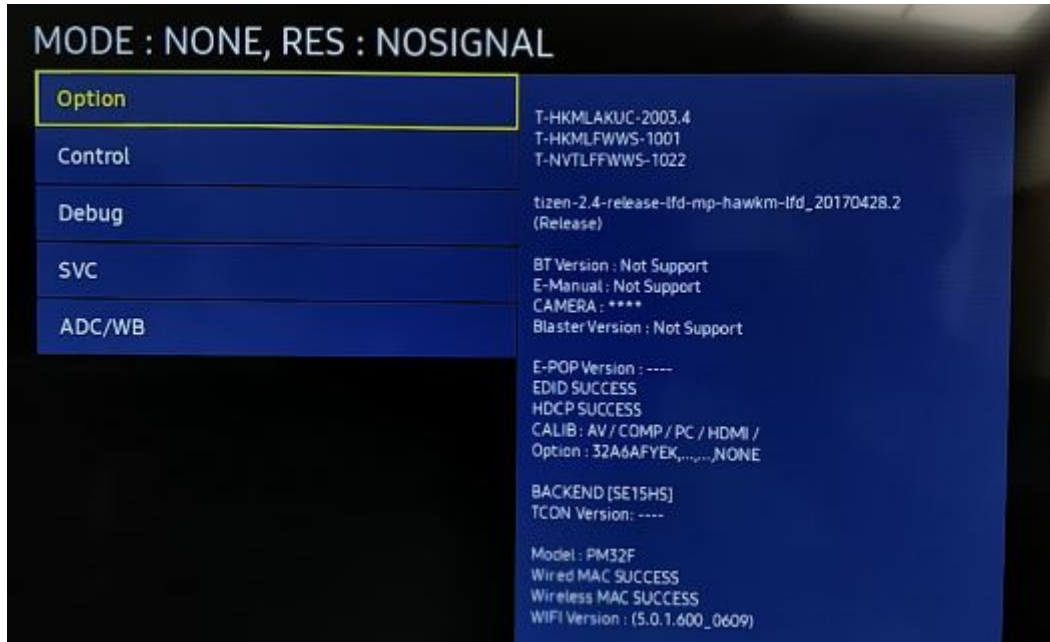 MODE : NONE, RES : NOSIGNAL
Option
Control
Debug
SVC
ADC/WB
T-HKMLAKUC-2003.4
T-HKMLFWWS-1001
T-NVTLFFWWS-1022
tizen-2.4-release-lfd-mp-hawkm-lfd_20170428.2
(Release)
BT Version : Not Support
E-Manual : Not Support
CAMERA : ****
Blaster Version : Not Support
E-POP Version : ----
EDID SUCCESS
HDCP SUCCESS
CALIB : AV / COMP / PC / HDMI /
Option : 32A6AFYEK,...,...,NONE
BACKEND [SE15HS]
TCON Version: ----
Model : PM32F
Wired MAC SUCCESS
Wireless MAC SUCCESS
WIFI Version : (5.0.1.600_0609)